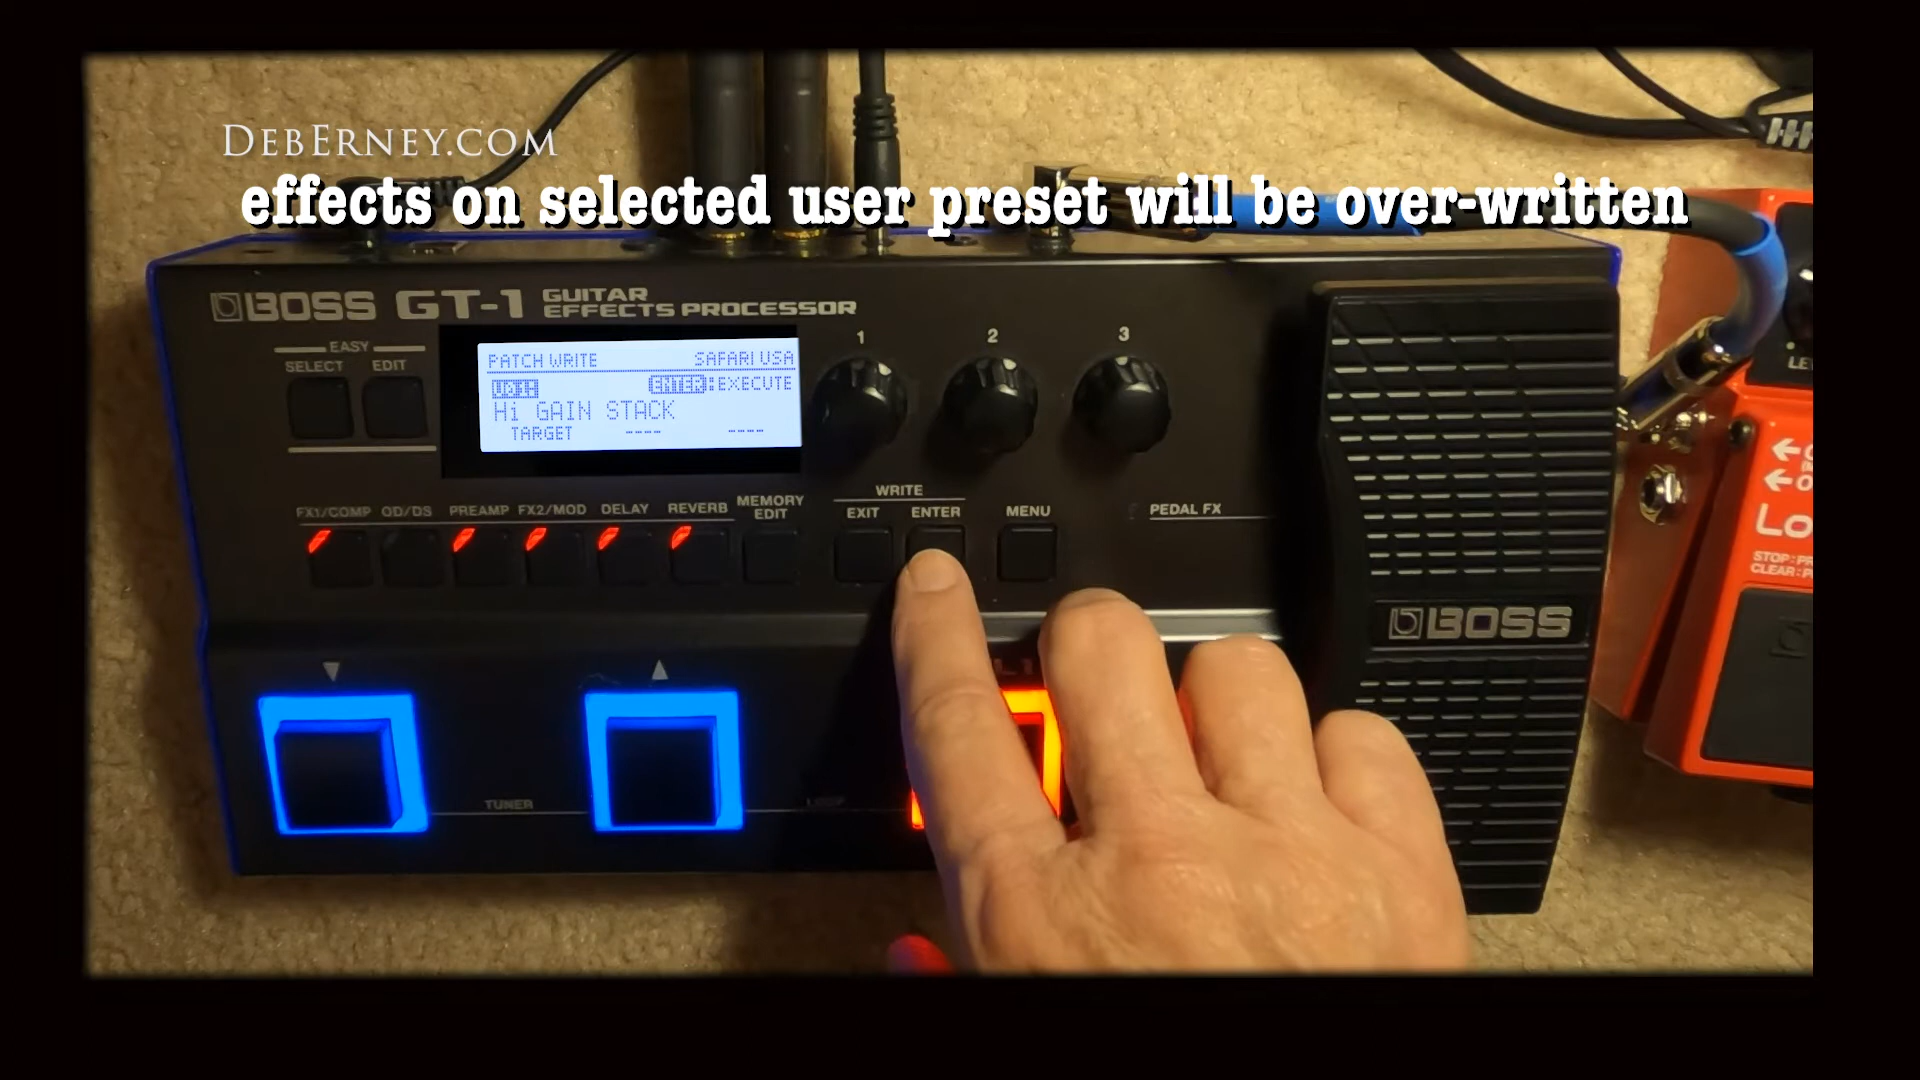 DEBERNEY.COM
effects on selected user preset will be over-written
BOSS GT-1 GUITAR EFFECTS PROCESSOR
EASY
SELECT EDIT
PATCH WRITE SAFARI USA
ENTER:EXECUTE
Hi GAIN STACK
TARGET ---- ----
1 2 3
WRITE
FX1/COMP OD/DS PREAMP FX2/MOD DELAY REVERB MEMORY EDIT EXIT ENTER MENU
PEDAL FX
BOSS
TUNER
STOP:
CLEAR: